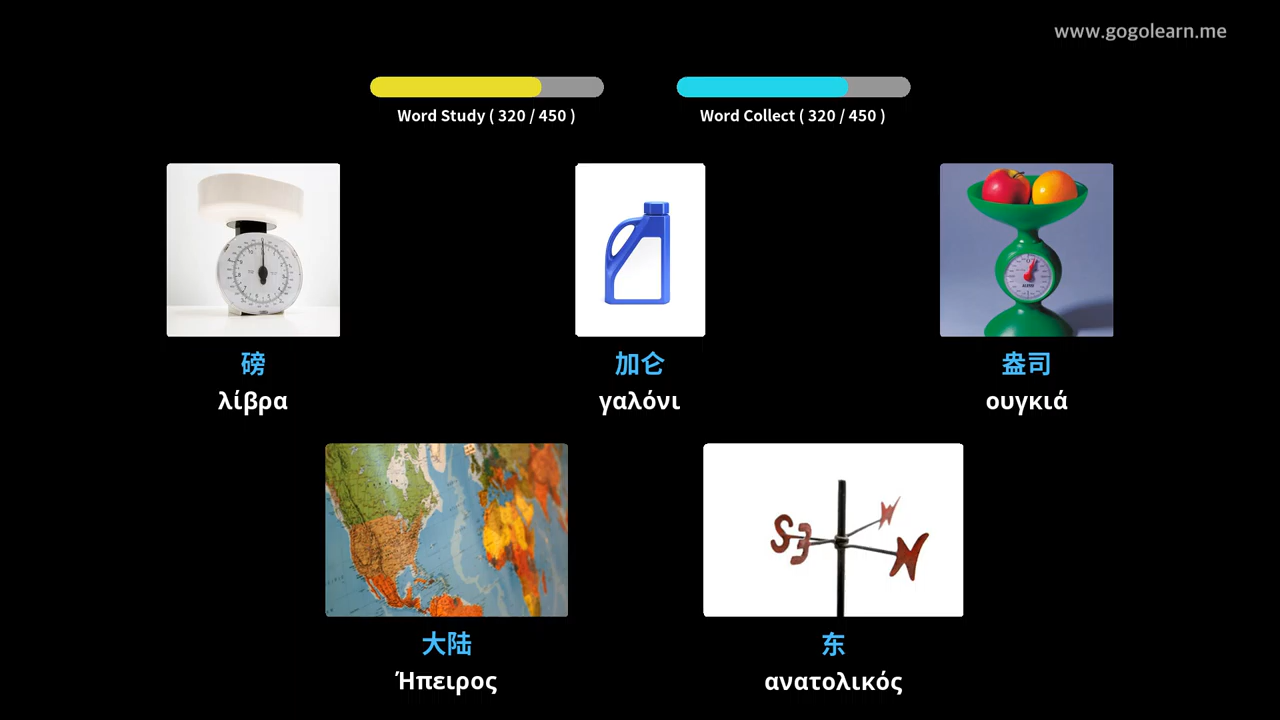 www.gogolearn.me
Word Study ( 320 / 450 )
Word Collect ( 320 / 450 )
磅
加仑
盎司
λίβρα
γαλόνι
ουγκιά
S
E
N
大陆
东
Ήπειρος
ανατολικός